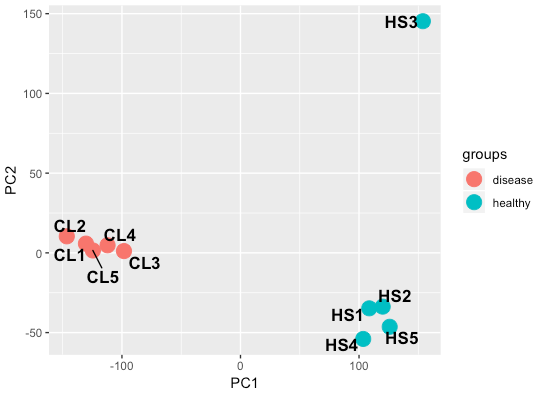 150
100
50
0
-50
-100
0
100
PC1
PC2
HS3
CL2
CL4
CL1
CL3
CL5
HS2
HS1
HS5
HS4
groups
disease
healthy